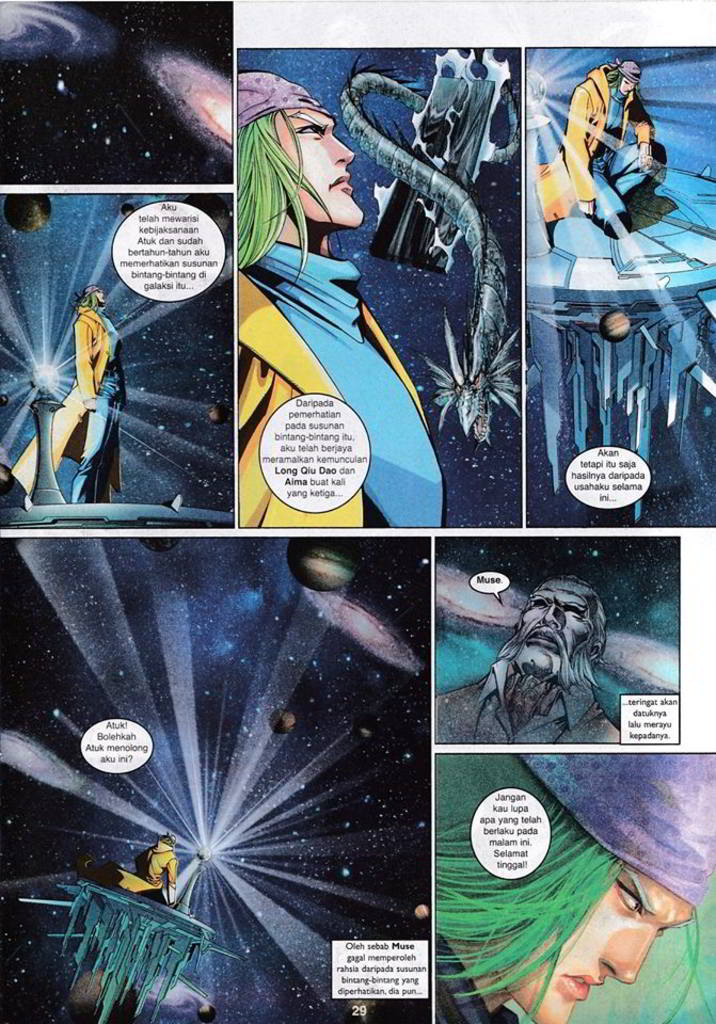 Aku
telah mewarisi
kebijaksanaan
Atuk dan sudah
bertahun-tahun aku
memerhatikan susunan
bintang-bintang di
galaksi itu...
Daripada
pemerhatian
pada susunan
bintang-bintang itu,
aku telah berjaya
meramalkan kemunculan
Long Qiu Dao dan
Aima buat kali
yang ketiga...
Akan
tetapi itu saja
hasilnya daripada
usahaku selama
ini...
Atuk!
Bolehkah
Atuk menolong
aku ini?
Oleh sebab Muse
gagal memperoleh
rahsia daripada susunan
bintang-bintang yang
diperhatikan, dia pun...
Muse.
...teringat akan
datuknya
lalu merayu
kepadanya.
Jangan
kau lupa
apa yang telah
berlaku pada
malam ini.
Selamat
tinggal!
29